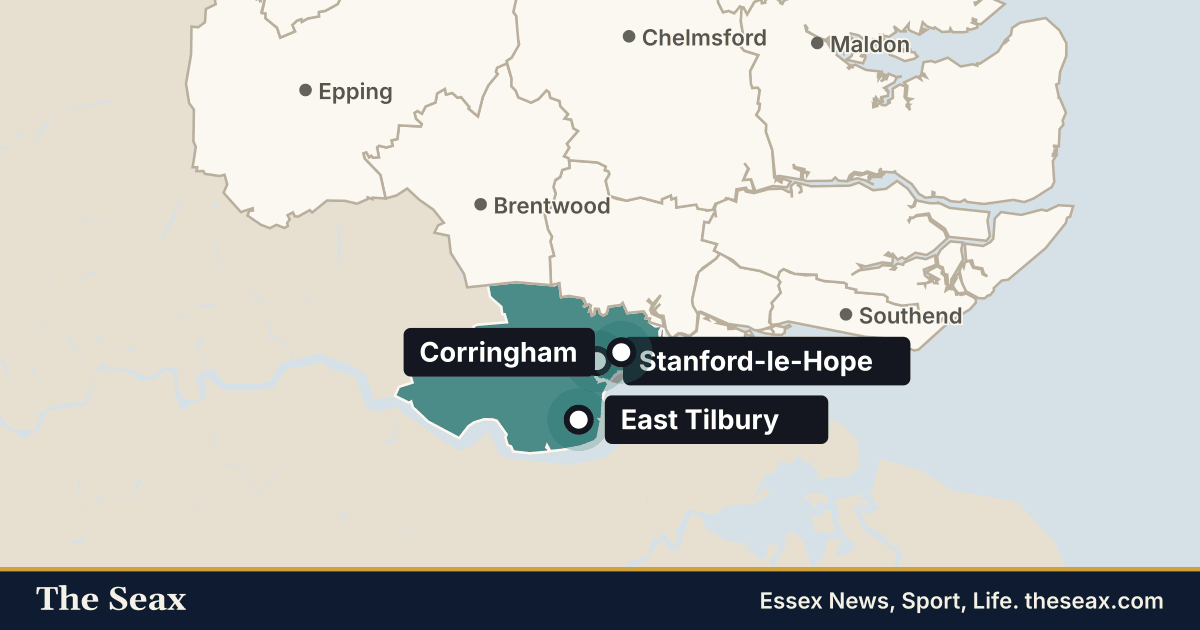 Chelmsford
Maldon
Epping
Brentwood
Southend
Corringham
Stanford-le-Hope
East Tilbury
The Seax
Essex News, Sport, Life. theseax.com